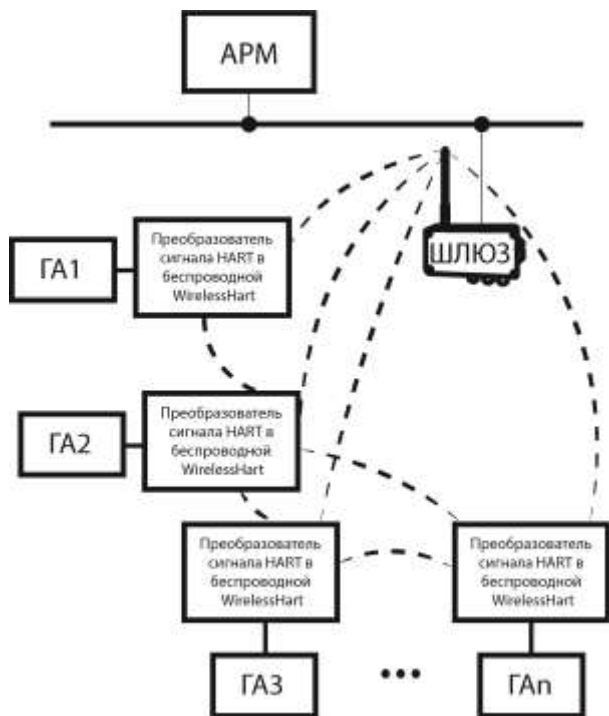 АРМ
ШЛЮЗ
ГА1
Преобразователь
сигнала HART в
беспроводной
WirelessHart
ГА2
Преобразователь
сигнала HART в
беспроводной
WirelessHart
Преобразователь
сигнала HART в
беспроводной
WirelessHart
Преобразователь
сигнала HART в
беспроводной
WirelessHart
ГА3
...
ГАn